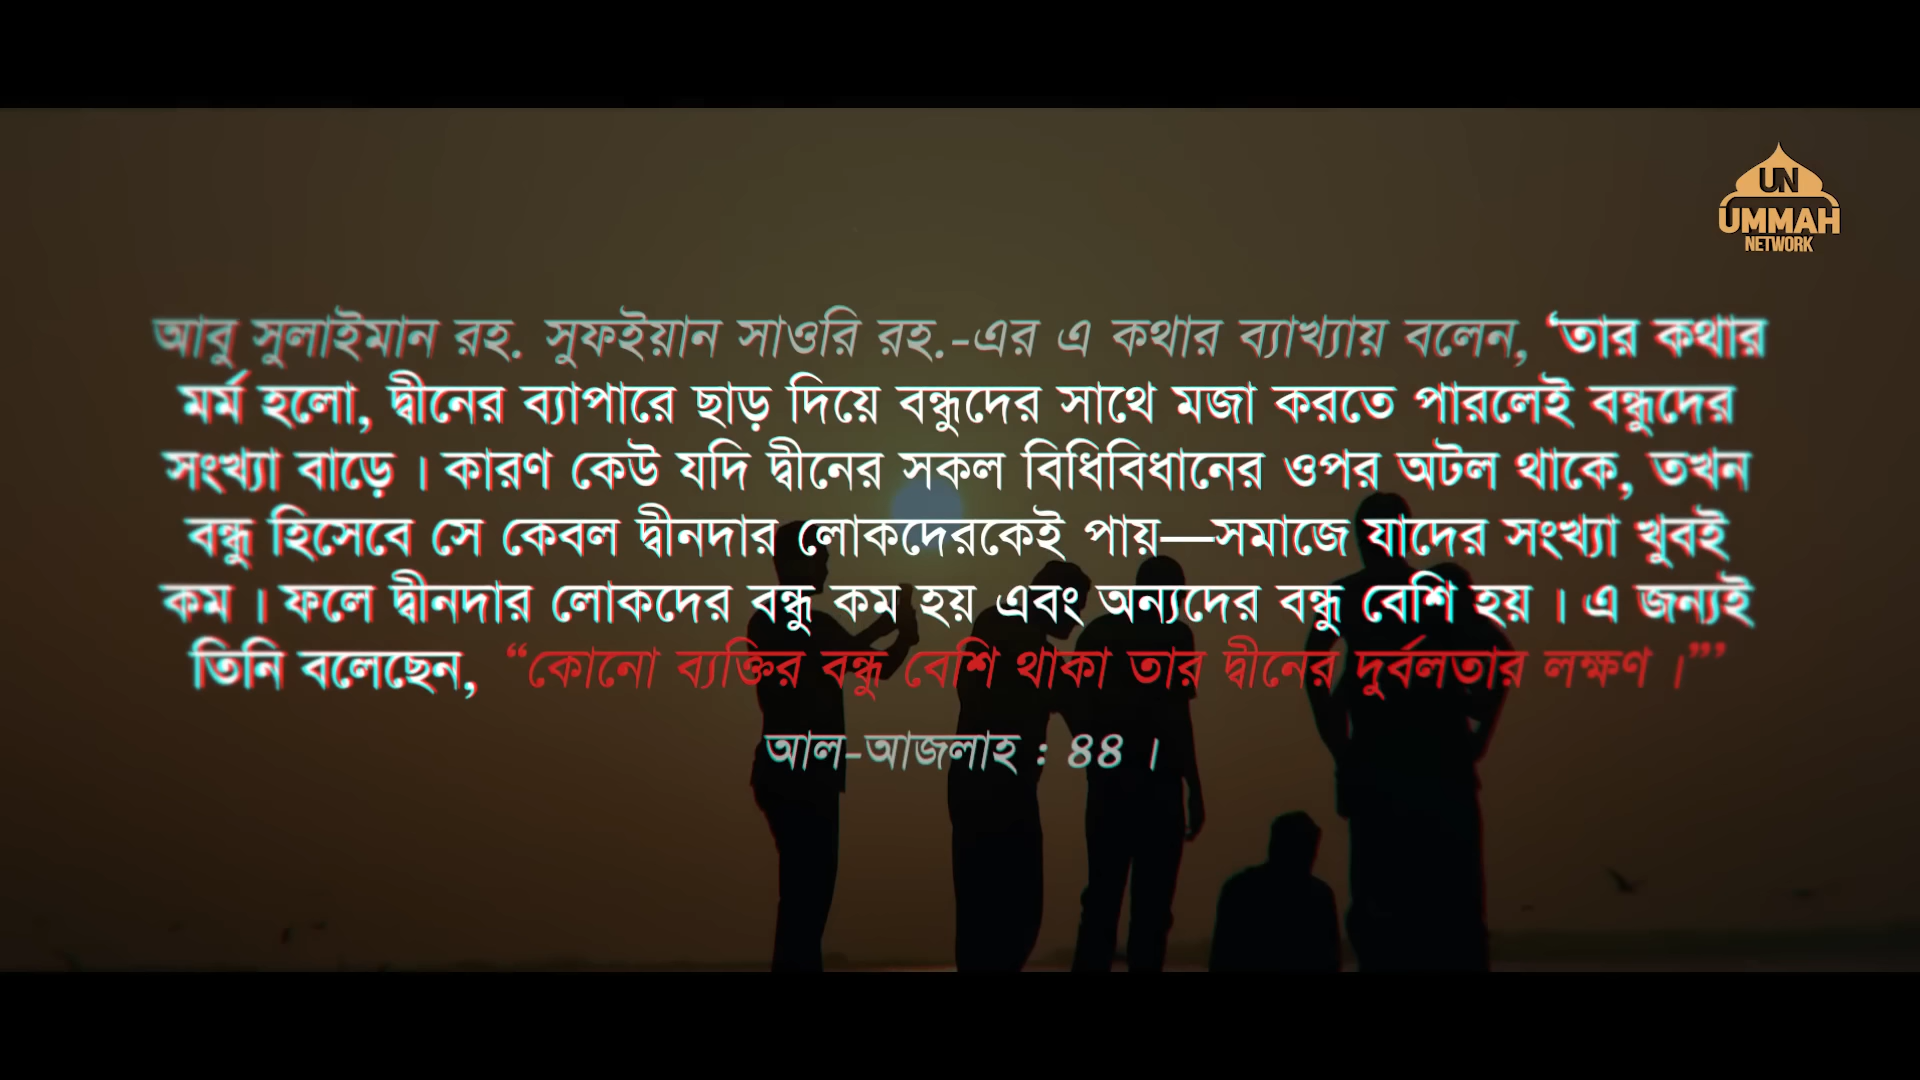 UN
UMMAH
NETWORK
আবু সুলাইমান রহ. সুফইয়ান সাওরি রহ.-এর এ কথার ব্যাখ্যায় বলেন, ‘তার কথার
মর্ম হলো, দ্বীনের ব্যাপারে ছাড় দিয়ে বন্ধুদের সাথে মজা করতে পারলেই বন্ধুদের
সংখ্যা বাড়ে । কারণ কেউ যদি দ্বীনের সকল বিধিবিধানের ওপর অটল থাকে, তখন
বন্ধু হিসেবে সে কেবল দ্বীনদার লোকদেরকেই পায়—সমাজে যাদের সংখ্যা খুবই
কম । ফলে দ্বীনদার লোকদের বন্ধু কম হয় এবং অন্যদের বন্ধু বেশি হয় । এ জন্যই
তিনি বলেছেন, “কোনো ব্যক্তির বন্ধু বেশি থাকা তার দ্বীনের দুর্বলতার লক্ষণ ।”’
আল-আজলাহ : ৪৪ ।